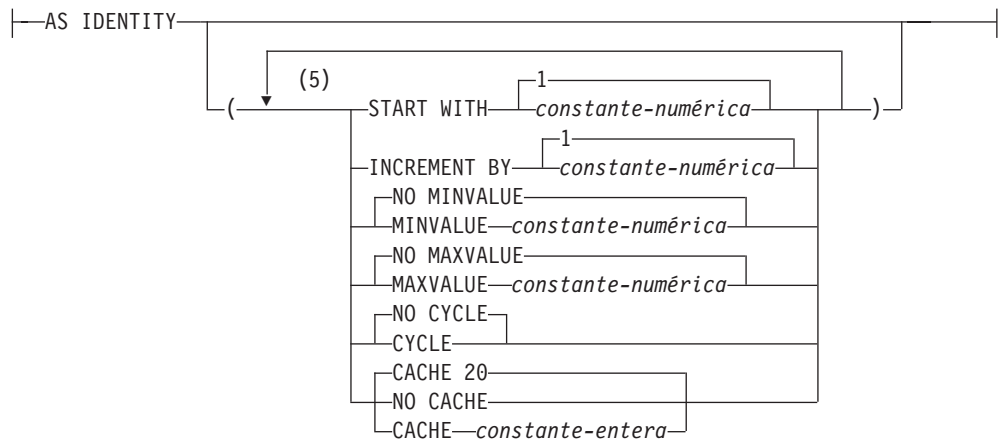 AS IDENTITY
(5)
1
( START WITH constante-numérica )
1
INCREMENT BY constante-numérica
NO MINVALUE
MINVALUE constante-numérica
NO MAXVALUE
MAXVALUE constante-numérica
NO CYCLE
CYCLE
CACHE 20
NO CACHE
CACHE constante-entera